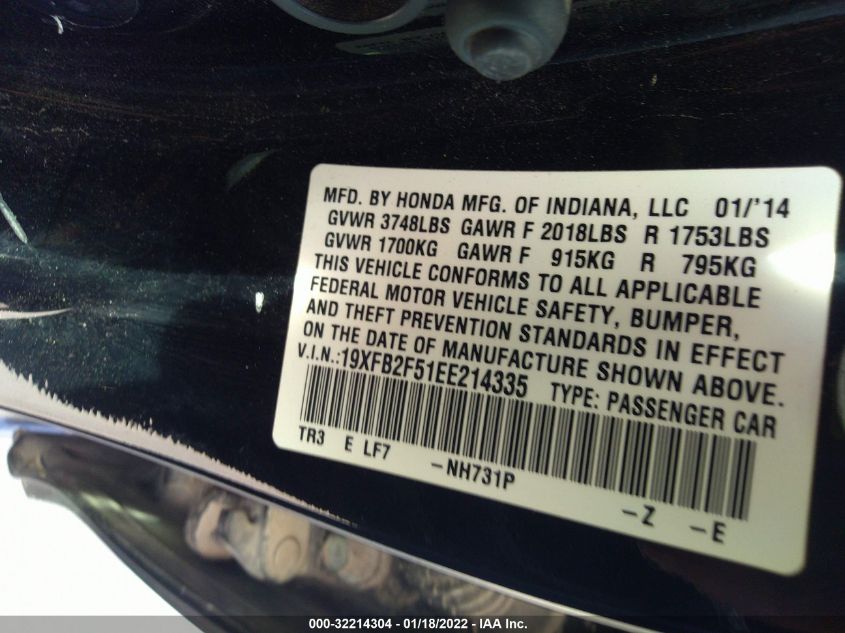 MFD. BY HONDA MFG. OF INDIANA, LLC 01/'14
GVWR 3748LBS GAWR F 2018LBS R 1753LBS
GVWR 1700KG GAWR F 915KG R 795KG
THIS VEHICLE CONFORMS TO ALL APPLICABLE
FEDERAL MOTOR VEHICLE SAFETY, BUMPER,
AND THEFT PREVENTION STANDARDS IN EFFECT
ON THE DATE OF MANUFACTURE SHOWN ABOVE.
V.I.N.:19XFB2F51EE214335 TYPE: PASSENGER CAR
TR3 E LF7 -NH731P -Z -E
000-32214304 - 01/18/2022 - IAA Inc.